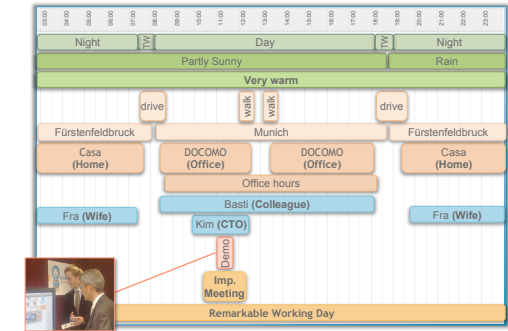 03:00 04:00 05:00 06:00 07:00 08:00 09:00 10:00 11:00 12:00 13:00 14:00 15:00 16:00 17:00 18:00 19:00 20:00 21:00 22:00 23:00
Night TW Day TW Night
Partly Sunny Rain
Very warm
drive walk walk drive
Fürstenfeldbruck Munich Fürstenfeldbruck
Casa DOCOMO DOCOMO Casa
(Home) (Office) (Office) (Home)
Office hours
Basti (Colleague)
Fra (Wife) Fra (Wife)
Kim (CTO)
Demo
Imp.
Meeting
Remarkable Working Day